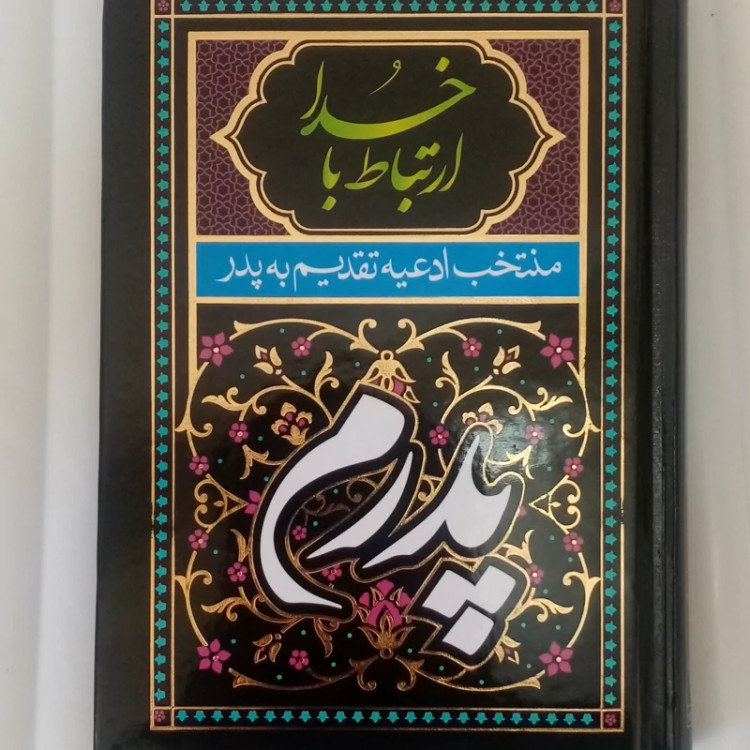 ارتباط با
خدا
منتخب ادعیه تقدیم به پدر
پدرم